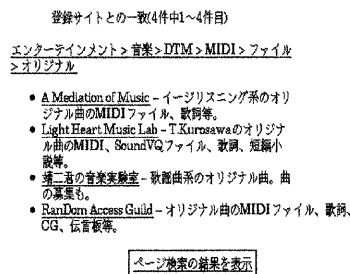 登録サイトとの一致(4件中1～4件目)
エンターテインメント > 音楽 > DTM > MIDI > ファイル
> オリジナル
A Mediation of Music – イージリスニング系のオリ
ジナル曲のMIDIファイル、歌詞等。
Light Heart Music Lab – T.Kurosawaのオリジナ
ル曲のMIDI、SoundVQファイル、歌詞、短編小
説等。
靖二君の音楽実験室 – 歌謡曲系のオリジナル曲。曲
の募集も。
RanDom Access Guild – オリジナル曲のMIDIファイル、歌詞、
CG、伝言板等。
ページ検索の結果を表示